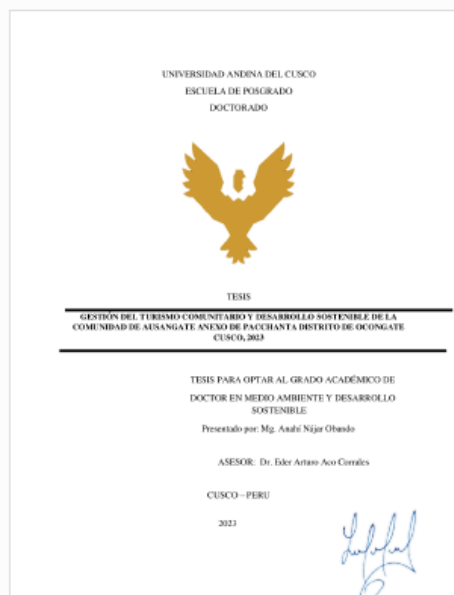 UNIVERSIDAD ANDINA DEL CUSCO
ESCUELA DE POSGRADO
DOCTORADO
TESIS
GESTIÓN DEL TURISMO COMUNITARIO Y DESARROLLO SOSTENIBLE DE LA
COMUNIDAD DE AUSANGATE ANEXO DE PACCHANTA DISTRITO DE OCONGATE
CUSCO, 2023
TESIS PARA OPTAR AL GRADO ACADÉMICO DE
DOCTOR EN MEDIO AMBIENTE Y DESARROLLO
SOSTENIBLE
Presentado por: Mg. Anahí Nájar Obando
ASESOR: Dr. Eder Arturo Aco Corrales
CUSCO – PERU
2023